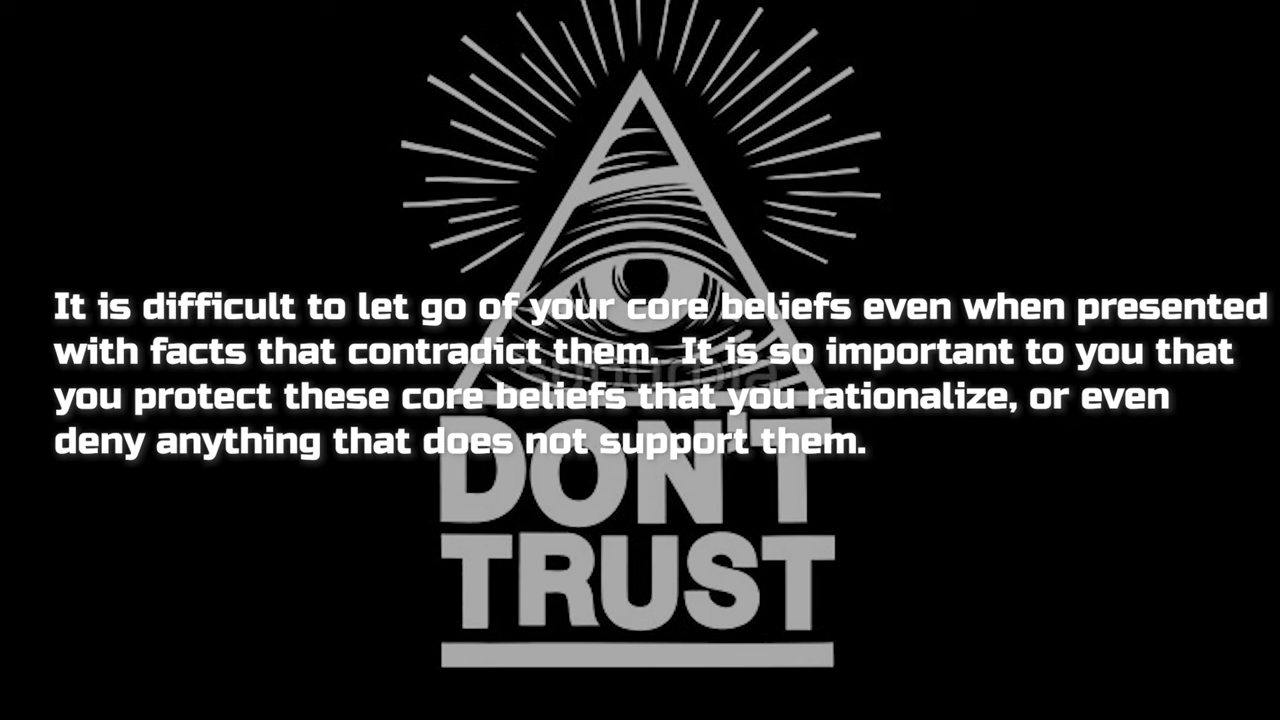 It is difficult to let go of your core beliefs even when presented
with facts that contradict them. It is so important to you that
you protect these core beliefs that you rationalize, or even
deny anything that does not support them.
DON'T
TRUST